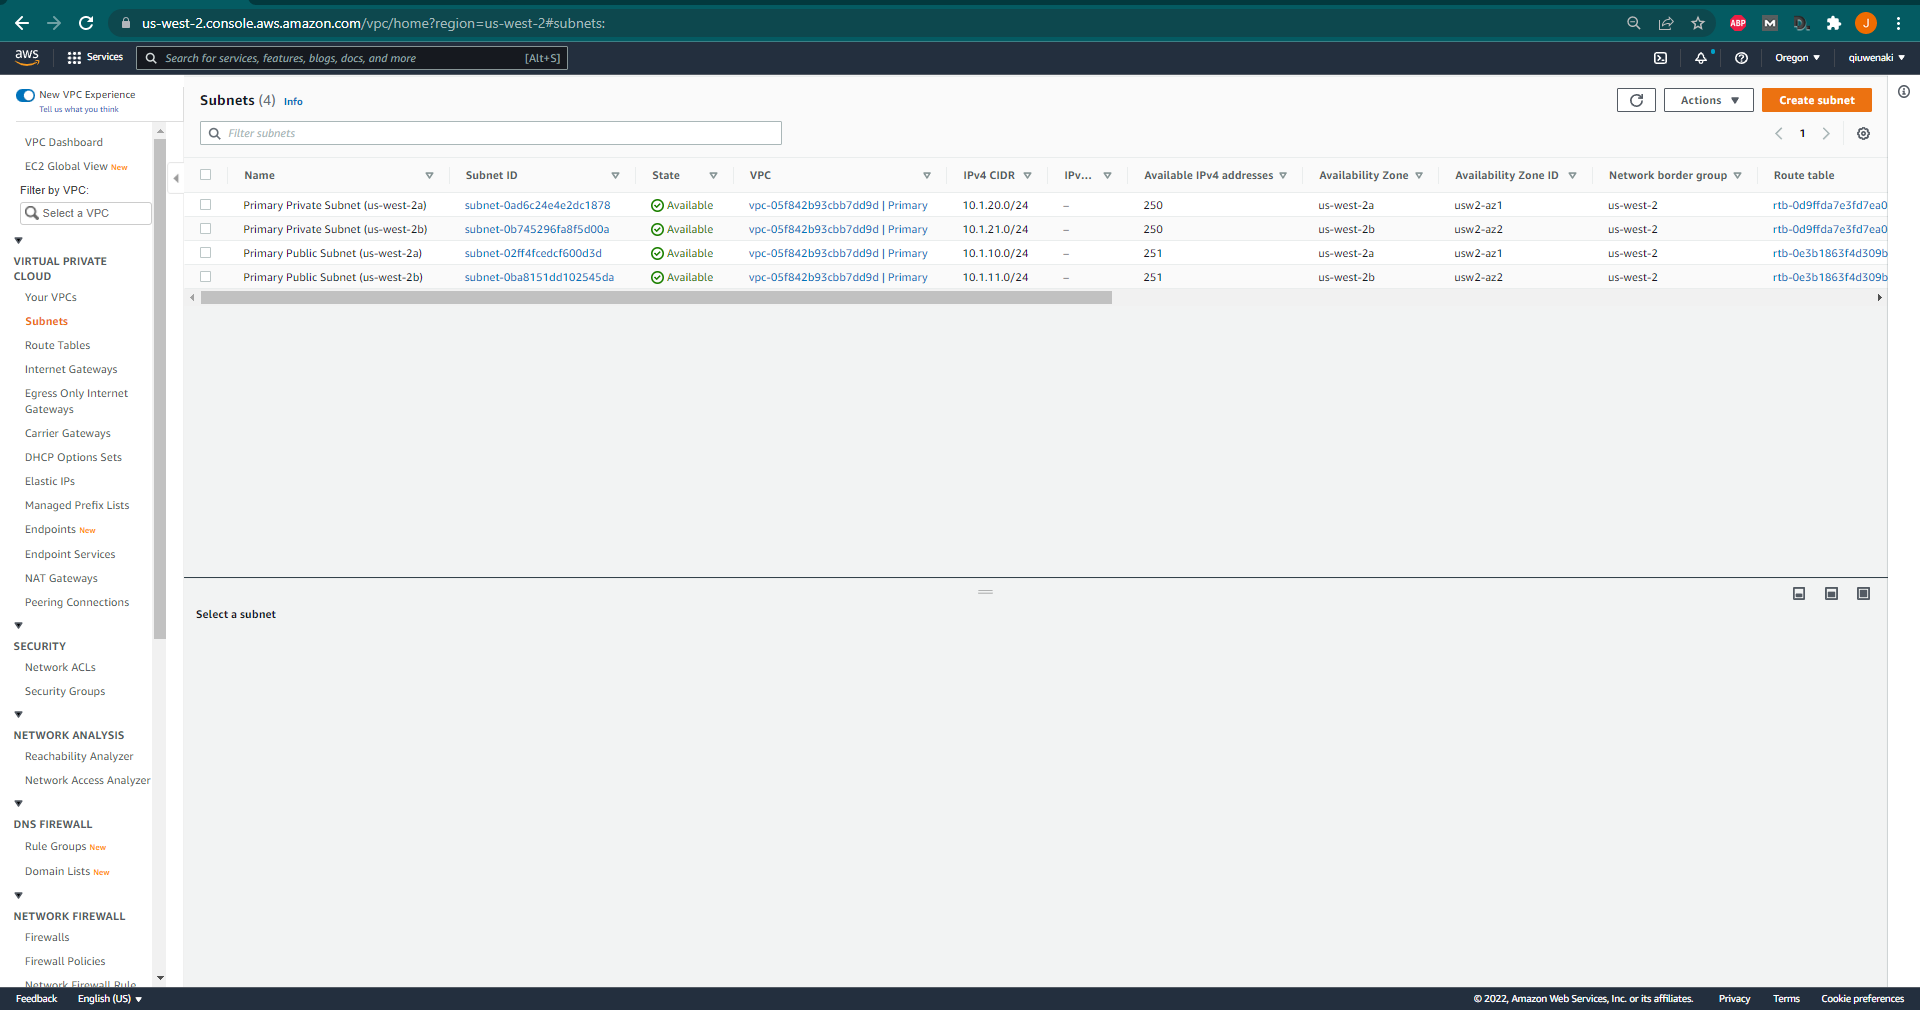 us-west-2.console.aws.amazon.com/vpc/home?region=us-west-2#subnets:
ABP
M
J
aws
Services
Search for services, features, blogs, docs, and more
[Alt+S]
Oregon
qiuwenaki
New VPC Experience
Tell us what you think
VPC Dashboard
EC2 Global View New
Filter by VPC:
Select a VPC
VIRTUAL PRIVATE
CLOUD
Your VPCs
Subnets
Route Tables
Internet Gateways
Egress Only Internet
Gateways
Carrier Gateways
DHCP Options Sets
Elastic IPs
Managed Prefix Lists
Endpoints New
Endpoint Services
NAT Gateways
Peering Connections
SECURITY
Network ACLs
Security Groups
NETWORK ANALYSIS
Reachability Analyzer
Network Access Analyzer
DNS FIREWALL
Rule Groups New
Domain Lists New
NETWORK FIREWALL
Firewalls
Firewall Policies
Network Firewall Rule
Subnets (4) Info
Actions
Create subnet
Filter subnets
1
Name Subnet ID State VPC IPv4 CIDR IPv... Available IPv4 addresses Availability Zone Availability Zone ID Network border group Route table
Primary Private Subnet (us-west-2a) subnet-0ad6c24e4e2dc1878 Available vpc-05f842b93cbb7dd9d | Primary 10.1.20.0/24 – 250 us-west-2a usw2-az1 us-west-2 rtb-0d9ffda7e3fd7ea0
Primary Private Subnet (us-west-2b) subnet-0b745296fa8f5d00a Available vpc-05f842b93cbb7dd9d | Primary 10.1.21.0/24 – 250 us-west-2b usw2-az2 us-west-2 rtb-0d9ffda7e3fd7ea0
Primary Public Subnet (us-west-2a) subnet-02ff4fcedcf600d3d Available vpc-05f842b93cbb7dd9d | Primary 10.1.10.0/24 – 251 us-west-2a usw2-az1 us-west-2 rtb-0e3b1863f4d309b
Primary Public Subnet (us-west-2b) subnet-0ba8151dd102545da Available vpc-05f842b93cbb7dd9d | Primary 10.1.11.0/24 – 251 us-west-2b usw2-az2 us-west-2 rtb-0e3b1863f4d309b
Select a subnet
Feedback
English (US)
© 2022, Amazon Web Services, Inc. or its affiliates.
Privacy
Terms
Cookie preferences